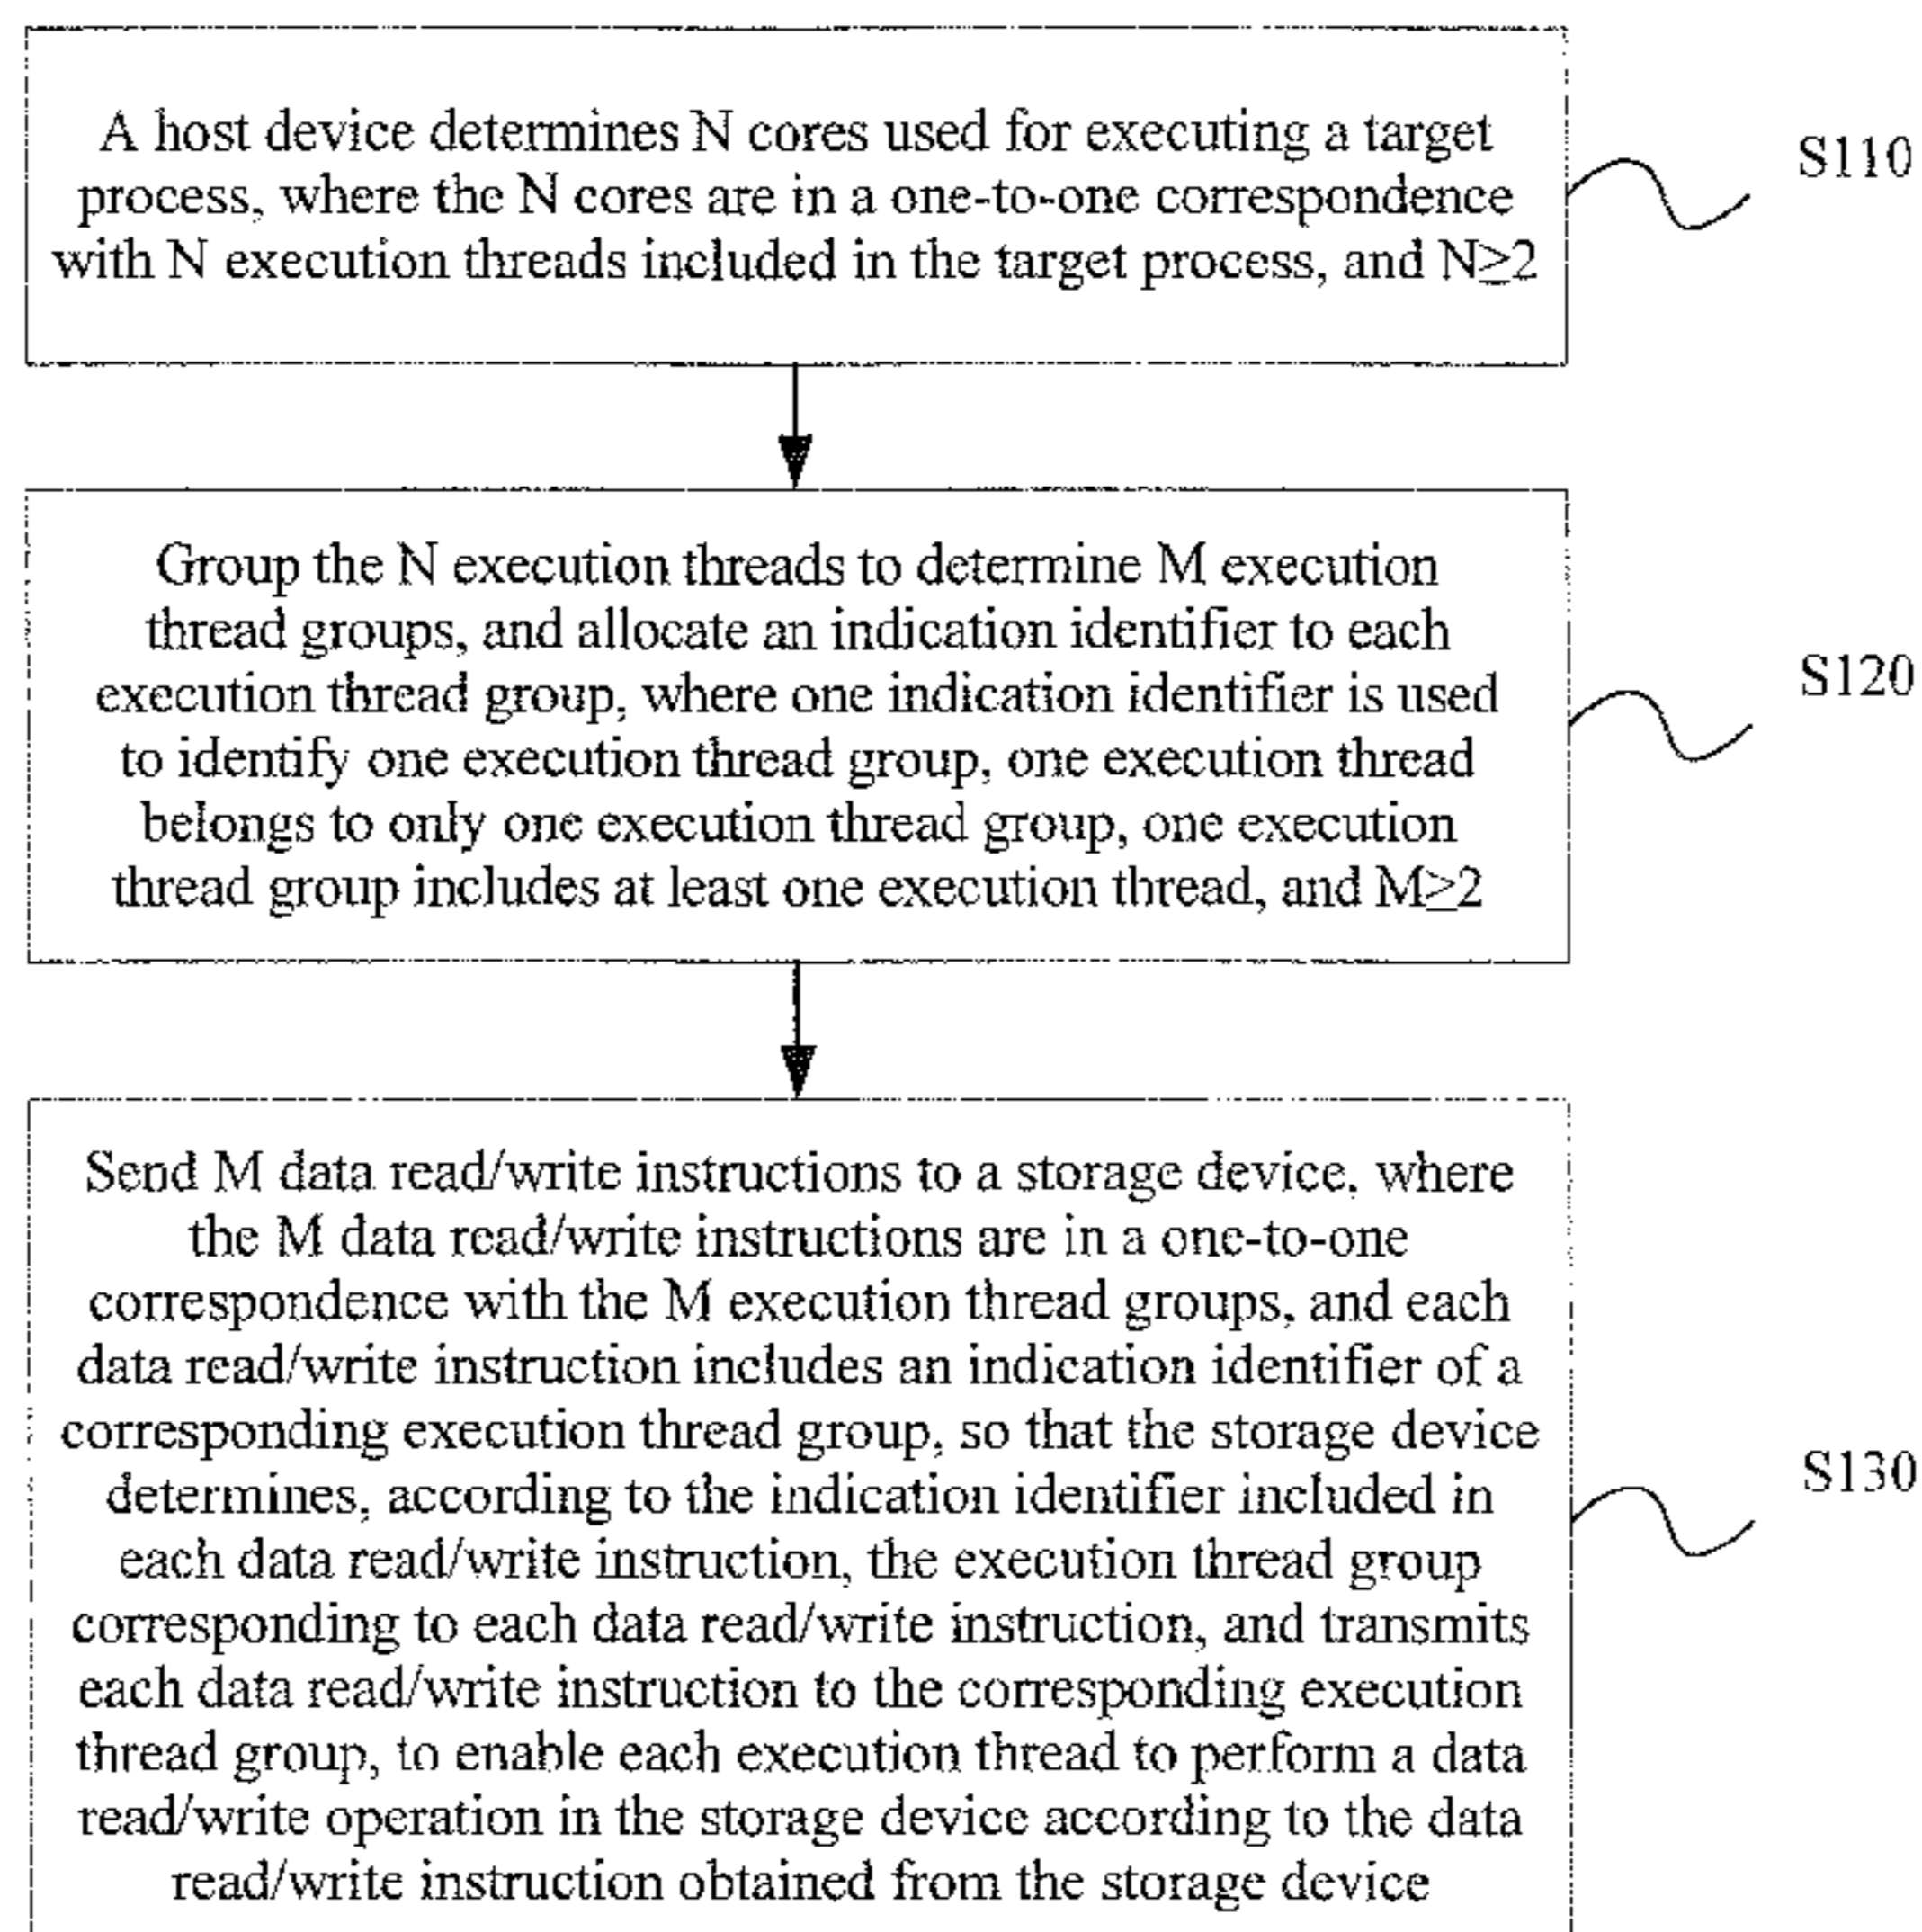 A host device determines N cores used for executing a target
process, where the N cores are in a one-to-one correspondence
with N execution threads included in the target process, and N≥2
S110
Group the N execution threads to determine M execution
thread groups, and allocate an indication identifier to each
execution thread group, where one indication identifier is used
to identify one execution thread group, one execution thread
belongs to only one execution thread group, one execution
thread group includes at least one execution thread, and M≥2
S120
Send M data read/write instructions to a storage device, where
the M data read/write instructions are in a one-to-one
correspondence with the M execution thread groups, and each
data read/write instruction includes an indication identifier of a
corresponding execution thread group, so that the storage device
determines, according to the indication identifier included in
each data read/write instruction, the execution thread group
corresponding to each data read/write instruction, and transmits
each data read/write instruction to the corresponding execution
thread group, to enable each execution thread to perform a data
read/write operation in the storage device according to the data
read/write instruction obtained from the storage device
S130